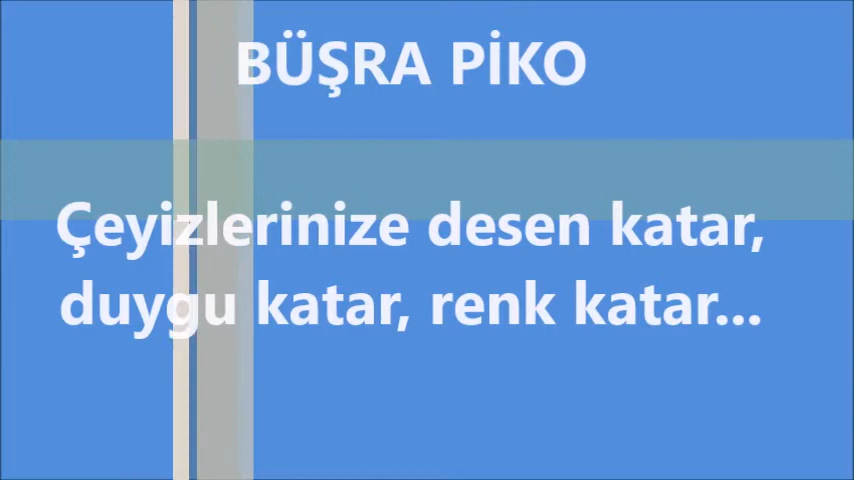 BÜŞRA PİKO
Çeyizlerinize desen katar,
duygu katar, renk katar...